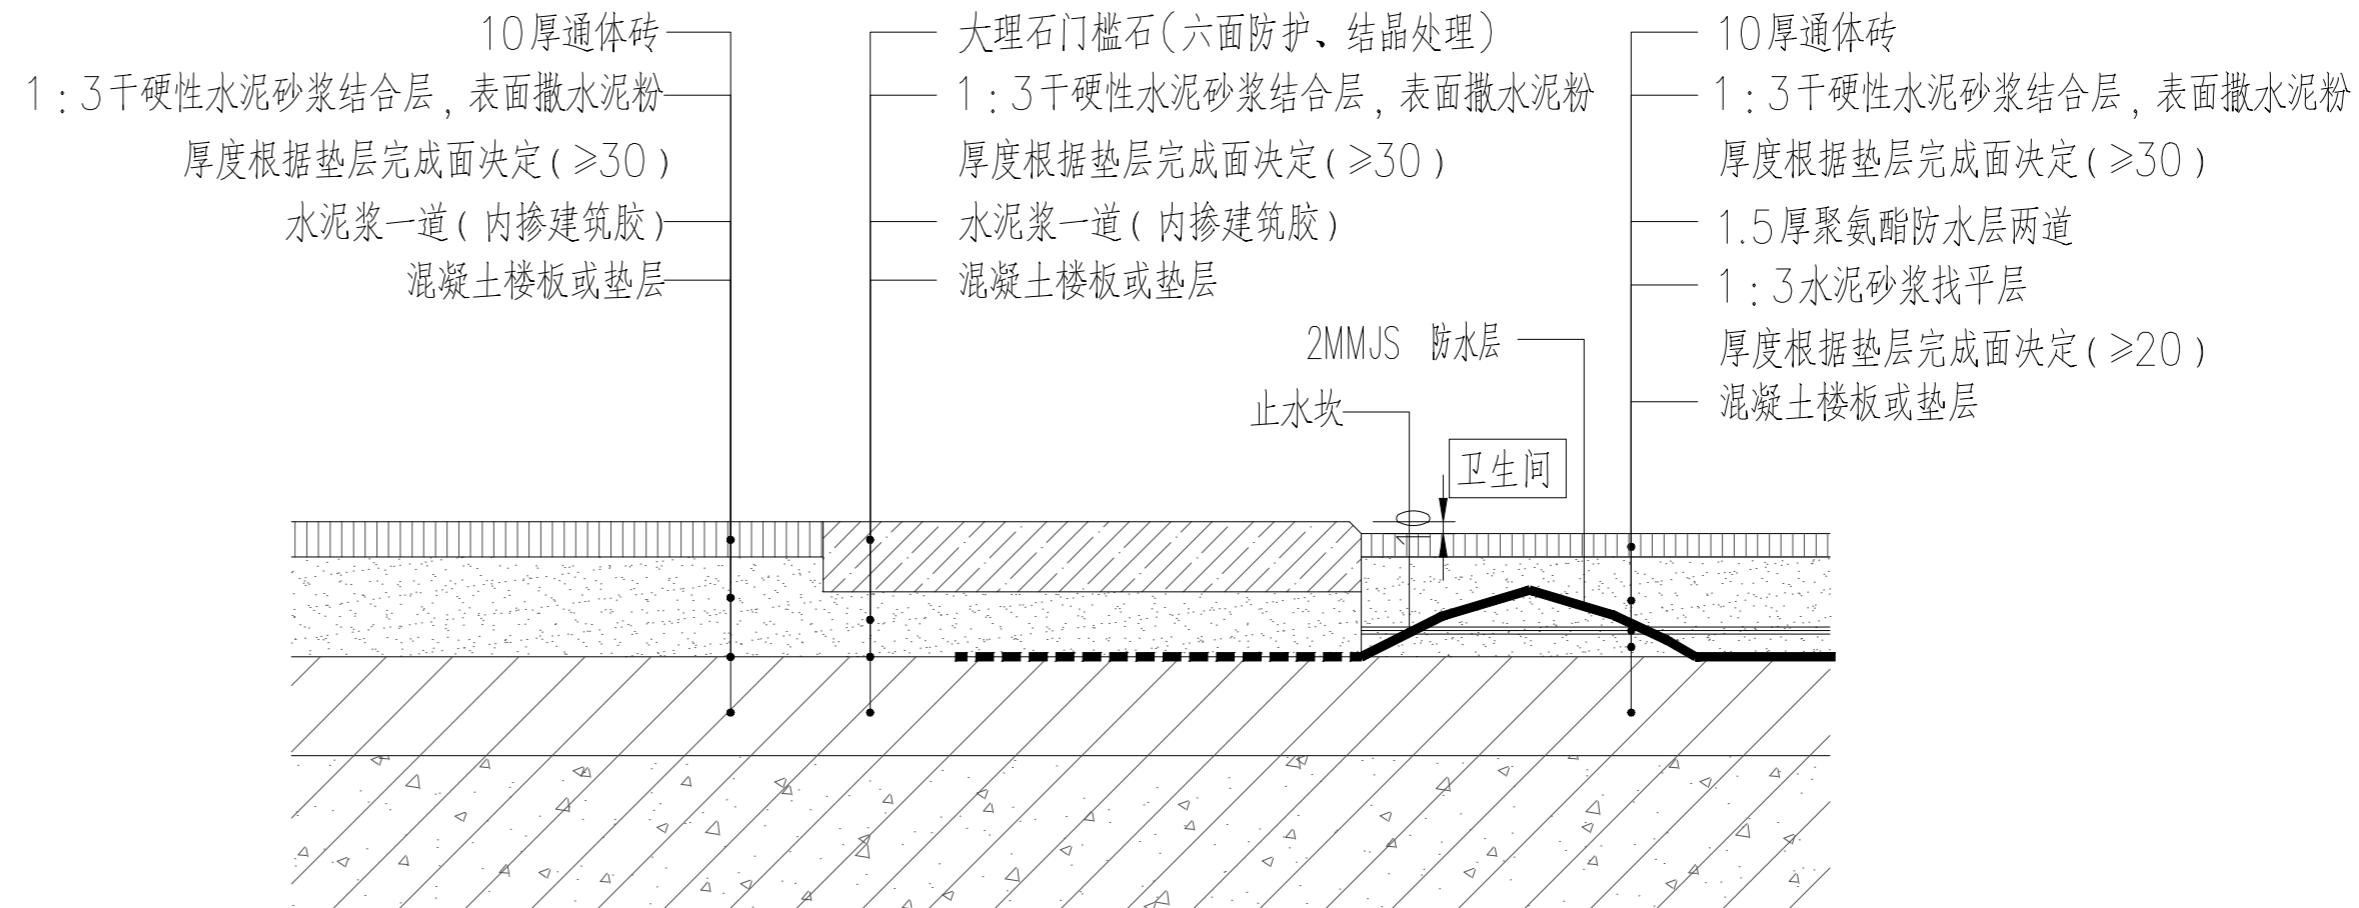 10厚通体砖
1：3干硬性水泥砂浆结合层，表面撒水泥粉
厚度根据垫层完成面决定（≥30）
水泥浆一道（内掺建筑胶）
混凝土楼板或垫层
大理石门槛石（六面防护、结晶处理）
1：3干硬性水泥砂浆结合层，表面撒水泥粉
厚度根据垫层完成面决定（≥30）
水泥浆一道（内掺建筑胶）
混凝土楼板或垫层
10厚通体砖
1：3干硬性水泥砂浆结合层，表面撒水泥粉
厚度根据垫层完成面决定（≥30）
1.5厚聚氨酯防水层两道
1：3水泥砂浆找平层
厚度根据垫层完成面决定（≥20）
混凝土楼板或垫层
2MMJS 防水层
止水坎
卫生间